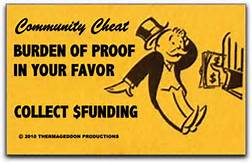 Community Cheat
BURDEN OF PROOF
IN YOUR FAVOR
COLLECT $FUNDING
© 2010 THERMAGEDDON PRODUCTIONS